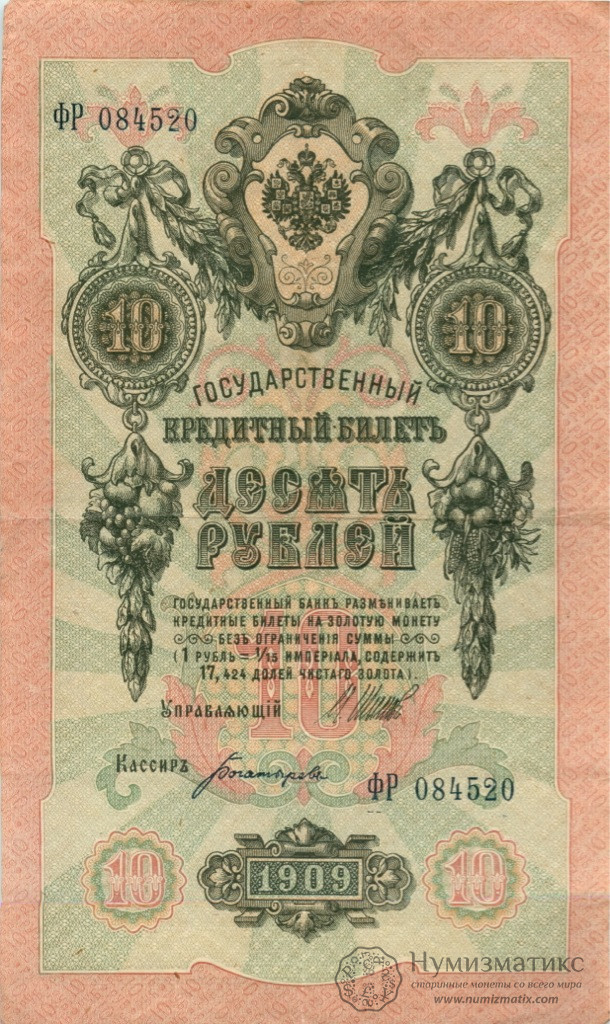 ФР 084520
10 10
ГОСУДАРСТВЕННЫЙ
КРЕДИТНЫЙ БИЛЕТЪ
ДЕСЯТЬ
РУБЛЕЙ
ГОСУДАРСТВЕННЫЙ БАНКЪ РАЗМѢНИВАЕТЪ
КРЕДИТНЫЕ БИЛЕТЫ НА ЗОЛОТУЮ МОНЕТУ
БЕЗЪ ОГРАНИЧЕНІЯ СУММЫ
(1 РУБЛЬ = 1/15 ИМПЕРІАЛА, СОДЕРЖИТЪ
17,424 ДОЛЕЙ ЧИСТАГО ЗОЛОТА).
10
УПРАВЛЯЮЩІЙ
КАССИРЪ Богатыревъ
ФР 084520
10 1909 10
Нумизматикс
старинные монеты со всего мира
www.numizmatix.com